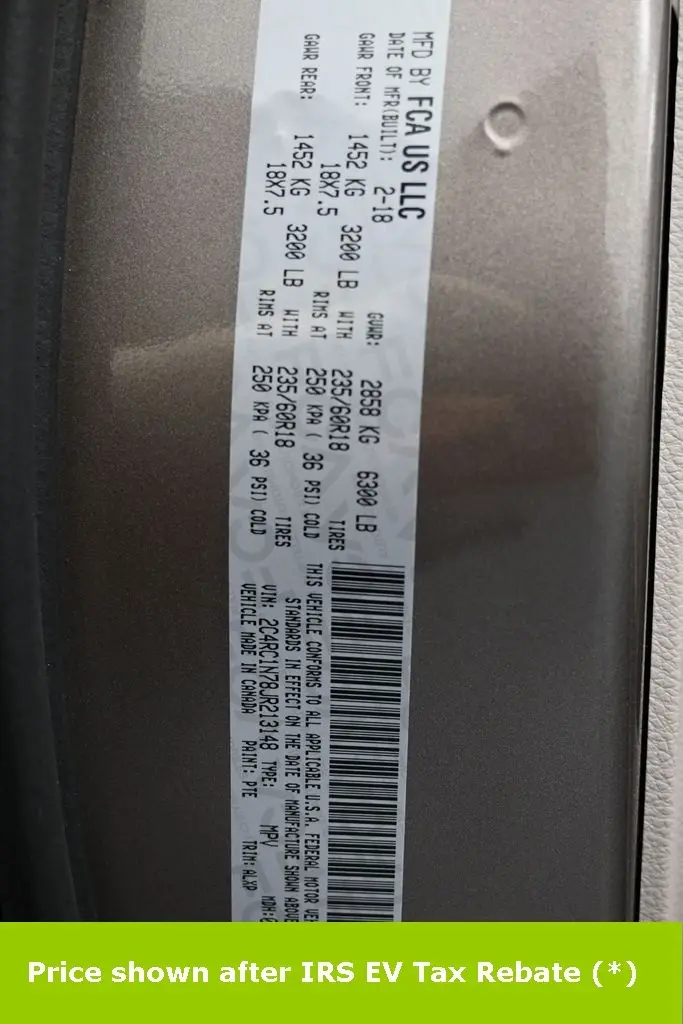 MFD BY FCA US LLC
DATE OF MFR(BUILT): 2-18 GVWR: 2858 KG 6300 LB
GAWR FRONT: 1452 KG 3200 LB WITH 235/60R18 TIRES
18X7.5 RIMS AT 250 KPA ( 36 PSI) COLD
GAWR REAR: 1452 KG 3200 LB WITH 235/60R18 TIRES
18X7.5 RIMS AT 250 KPA ( 36 PSI) COLD
THIS VEHICLE CONFORMS TO ALL APPLICABLE U.S.A. FEDERAL MOTOR
STANDARDS IN EFFECT ON THE DATE OF MANUFACTURE SHOWN ABOVE
VIN: 2C4RC1N78JR213148 TYPE: MPV MDH:0
VEHICLE MADE IN CANADA PAINT: PTE TRIM: ALXP
Price shown after IRS EV Tax Rebate (*)